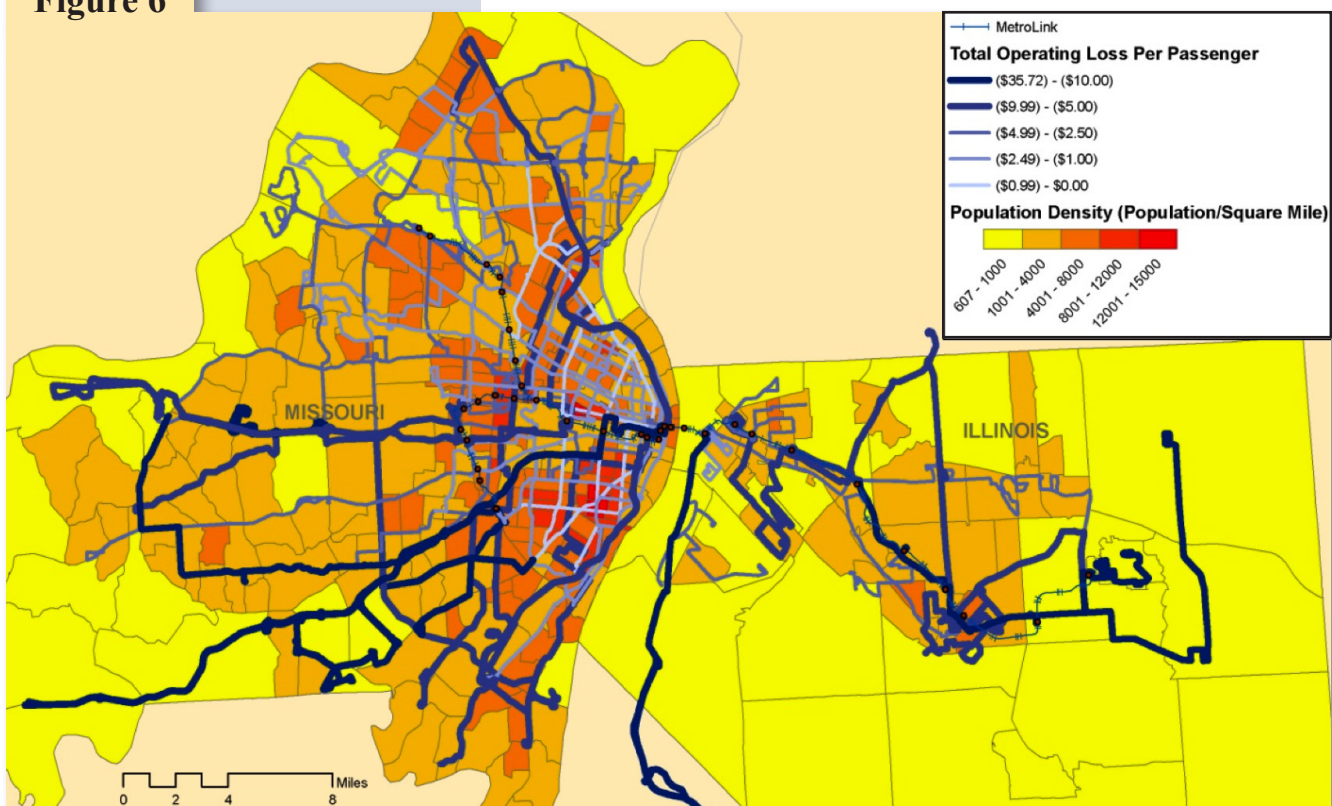 Figure 6
MetroLink
Total Operating Loss Per Passenger
($35.72) - ($10.00)
($9.99) - ($5.00)
($4.99) - ($2.50)
($2.49) - ($1.00)
($0.99) - $0.00
Population Density (Population/Square Mile)
607 - 1000
1001 - 4000
4001 - 8000
8001 - 12000
12001 - 15000
MISSOURI
ILLINOIS
Miles
0 2 4 8